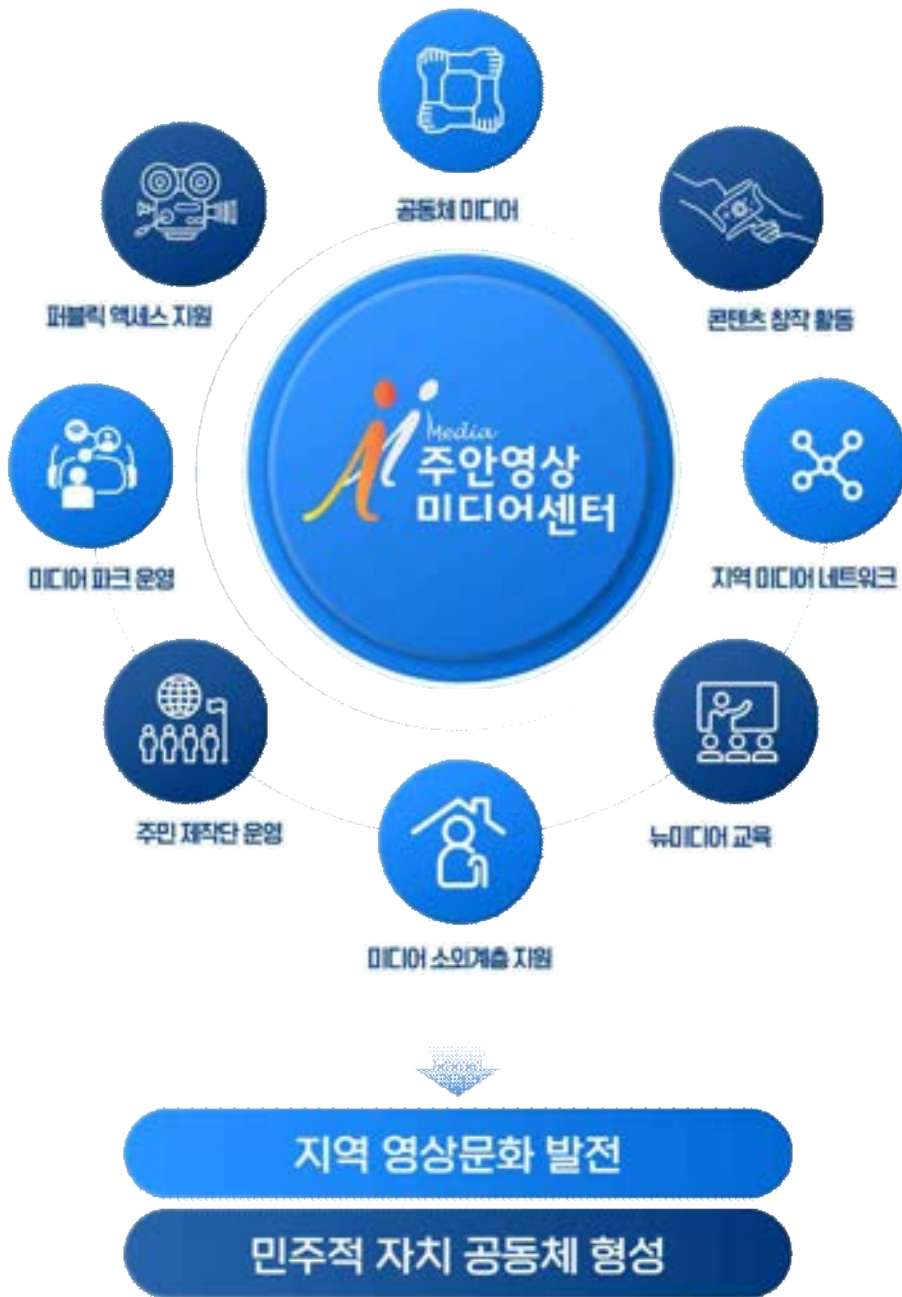 공동체 미디어
퍼블릭 액세스 지원
콘텐츠 창작 활동
Media
주안영상
미디어센터
미디어 파크 운영
지역 미디어 네트워크
주민 제작단 운영
뉴미디어 교육
미디어 소외계층 지원
지역 영상문화 발전
민주적 자치 공동체 형성